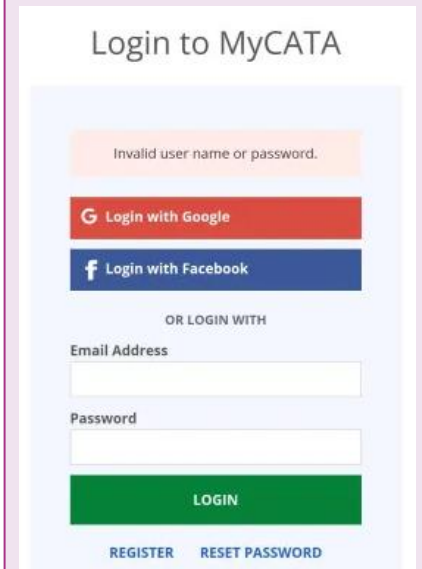 Login to MyCATA
Invalid user name or password.
G Login with Google
f Login with Facebook
OR LOGIN WITH
Email Address
Password
LOGIN
REGISTER RESET PASSWORD